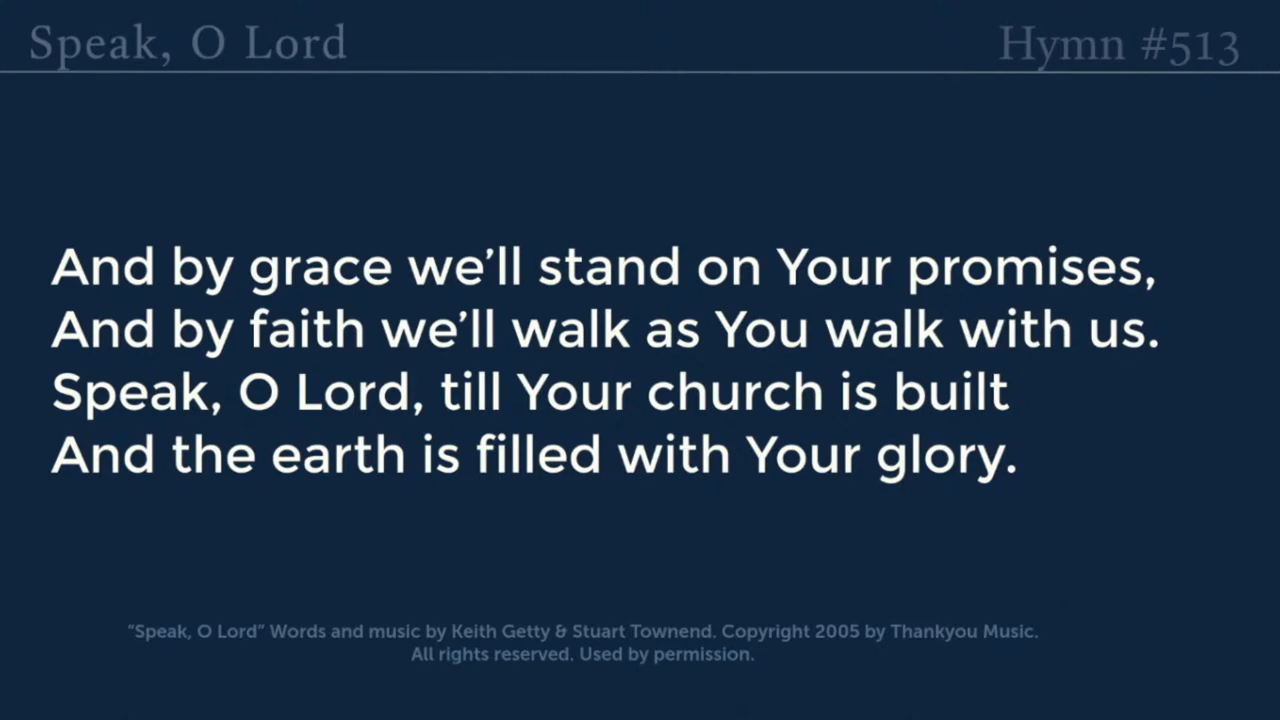 Speak, O Lord
Hymn #513
And by grace we’ll stand on Your promises,
And by faith we’ll walk as You walk with us.
Speak, O Lord, till Your church is built
And the earth is filled with Your glory.
“Speak, O Lord” Words and music by Keith Getty & Stuart Townend. Copyright 2005 by Thankyou Music.
All rights reserved. Used by permission.